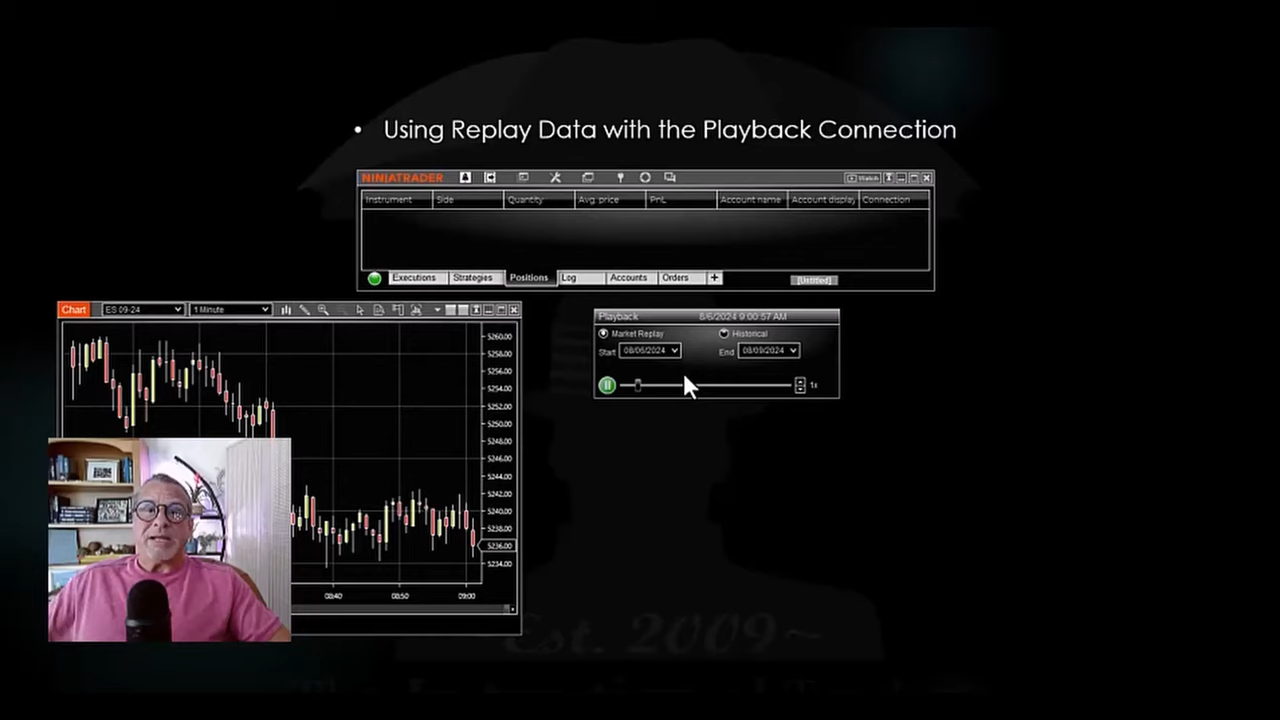 • Using Replay Data with the Playback Connection
NINJATRADER
Instrument Side Quantity Avg. price PnL Account name Account display Connection
Executions Strategies Positions Log Accounts Orders + [Untitled]
Chart ES 09-24 1 Minute
5260.00
5258.00
5256.00
5254.00
5252.00
5250.00
5248.00
5246.00
5244.00
5242.00
5240.00
5238.00
5236.00
5234.00
08:40 08:50 09:00
Playback 8/6/2024 9:00:57 AM
Market Replay Historical
Start 08/06/2024 End 08/09/2024
1x
Est. 2009~